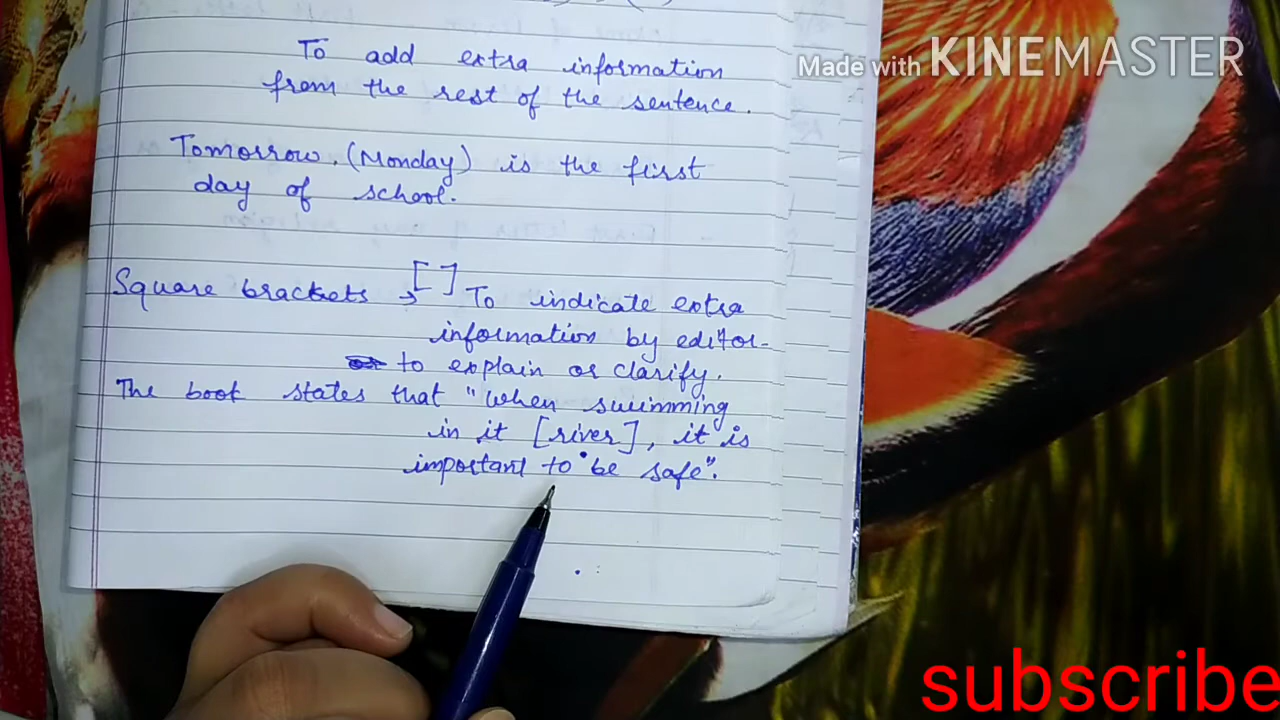 To add extra information
from the rest of the sentence.
Tomorrow, (Monday) is the first
day of school.
Square brackets → [ ] To indicate extra
information by editor-
to explain or clarify.
The book states that "When swimming
in it [river], it is
important to be safe".
Made with KINEMASTER
subscribe